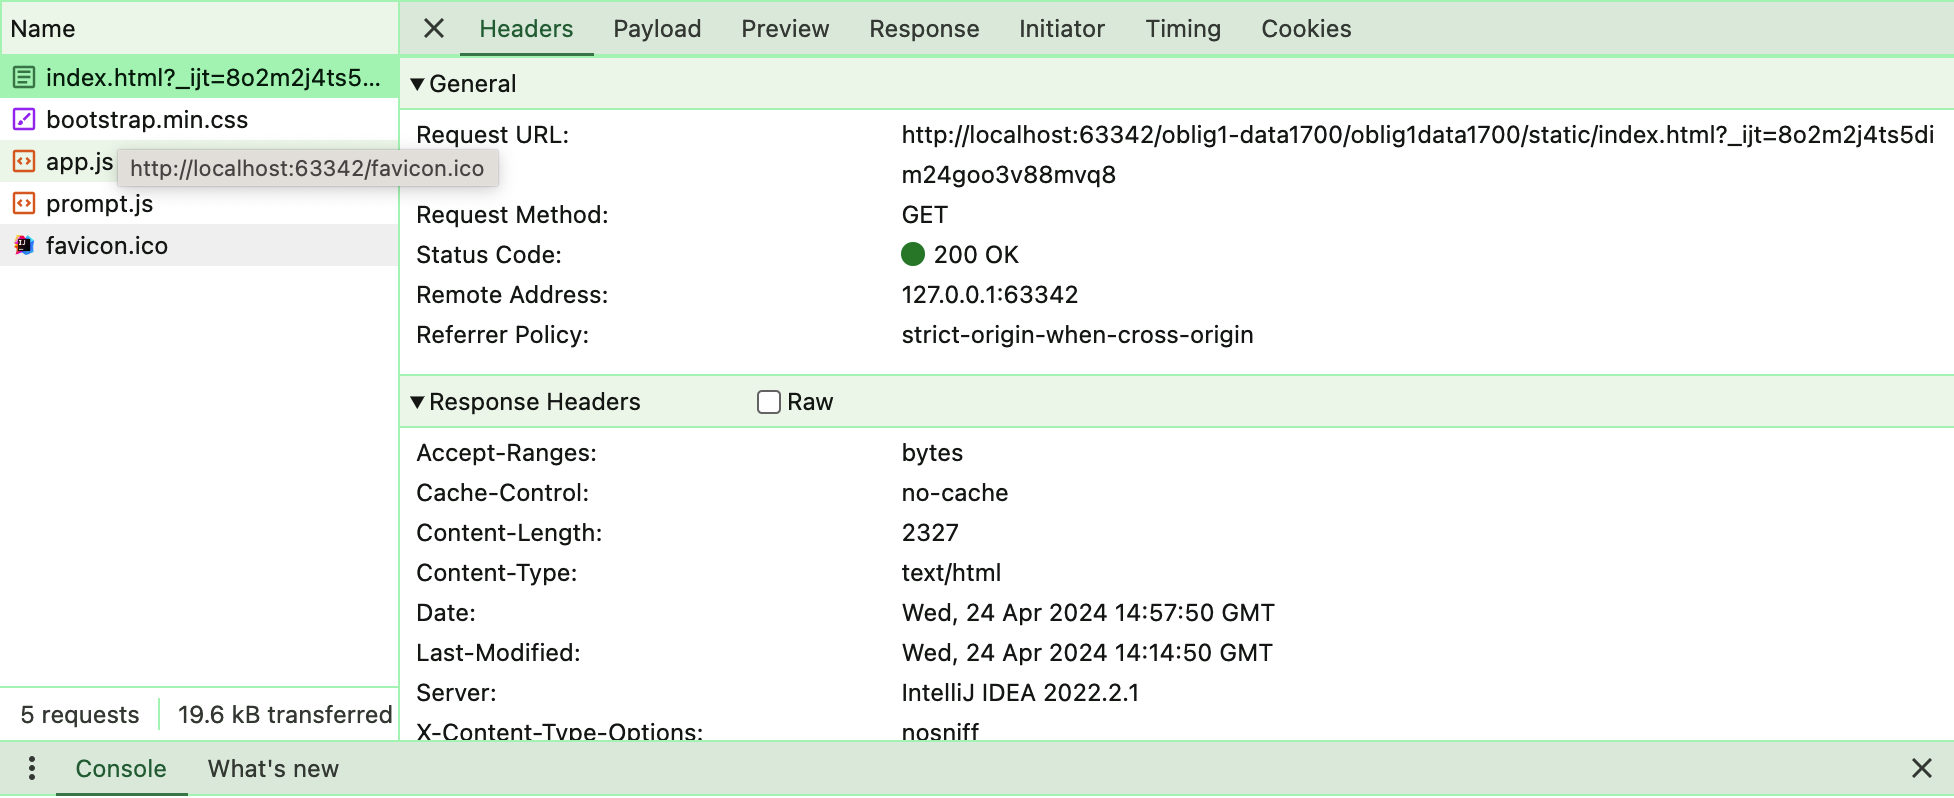 Name
Headers Payload Preview Response Initiator Timing Cookies
index.html?_ijt=8o2m2j4ts5...
bootstrap.min.css
app.js
http://localhost:63342/favicon.ico
prompt.js
favicon.ico
5 requests 19.6 kB transferred
General
Request URL: http://localhost:63342/oblig1-data1700/oblig1data1700/static/index.html?_ijt=8o2m2j4ts5di
m24goo3v88mvq8
Request Method: GET
Status Code: 200 OK
Remote Address: 127.0.0.1:63342
Referrer Policy: strict-origin-when-cross-origin
Response Headers Raw
Accept-Ranges: bytes
Cache-Control: no-cache
Content-Length: 2327
Content-Type: text/html
Date: Wed, 24 Apr 2024 14:57:50 GMT
Last-Modified: Wed, 24 Apr 2024 14:14:50 GMT
Server: IntelliJ IDEA 2022.2.1
X-Content-Type-Options: nosniff
Console What's new